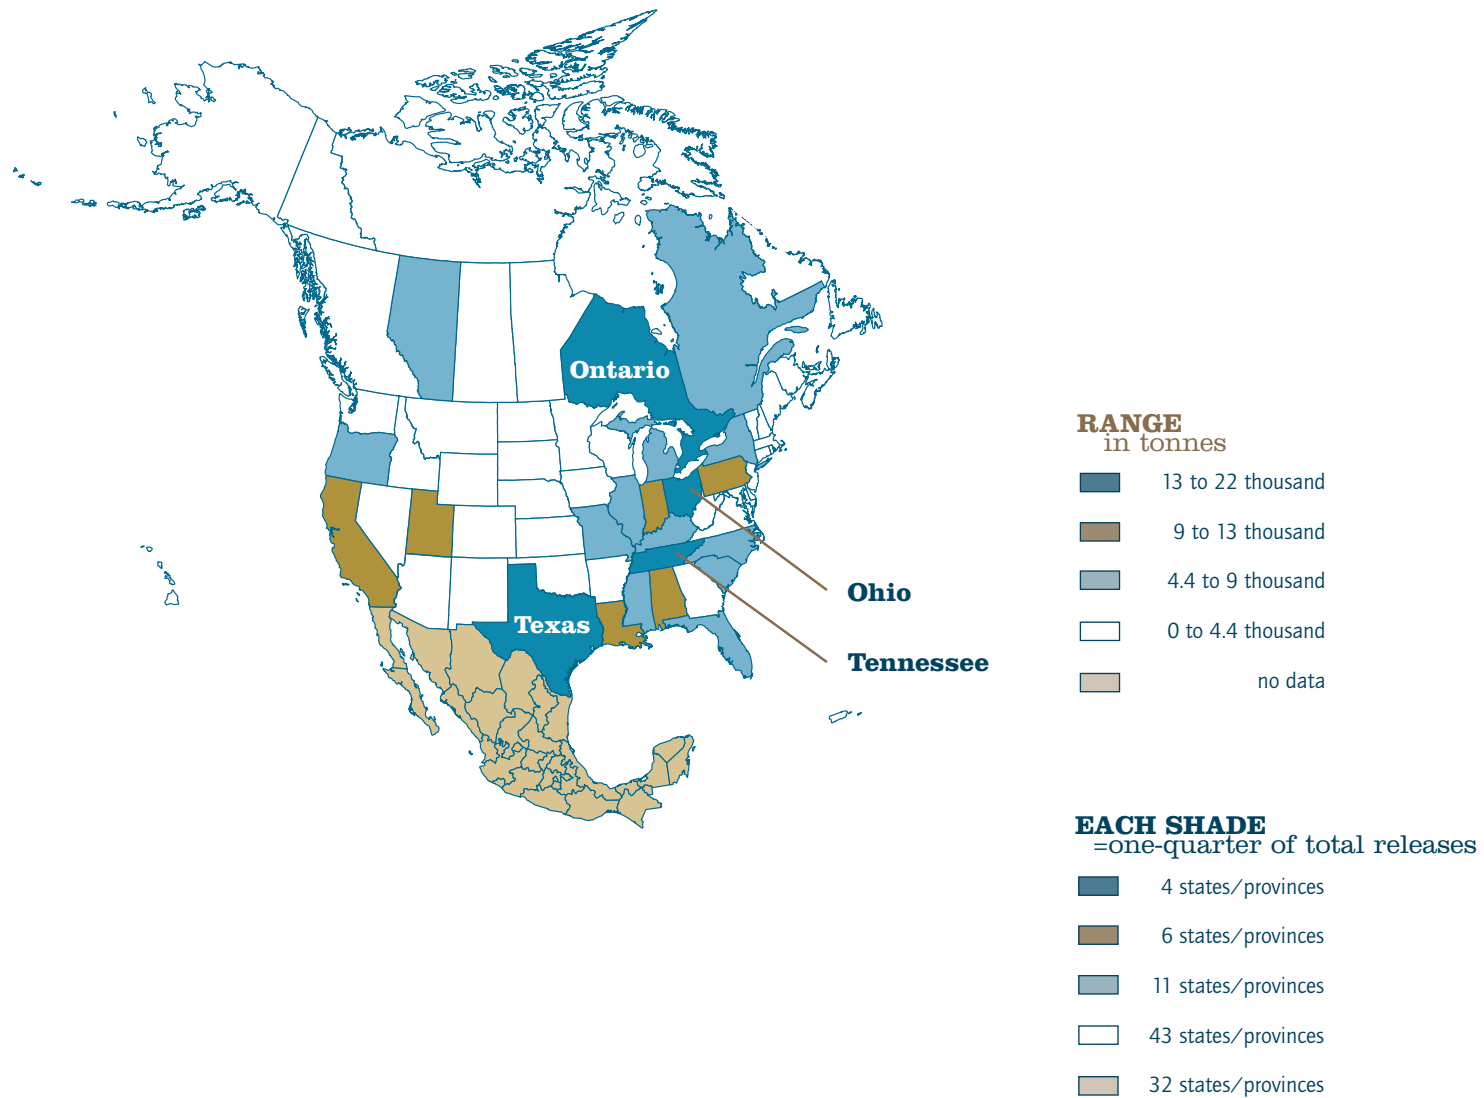 Ontario
Texas
Ohio
Tennessee
RANGE
in tonnes
13 to 22 thousand
9 to 13 thousand
4.4 to 9 thousand
0 to 4.4 thousand
no data
EACH SHADE
=one-quarter of total releases
4 states/provinces
6 states/provinces
11 states/provinces
43 states/provinces
32 states/provinces